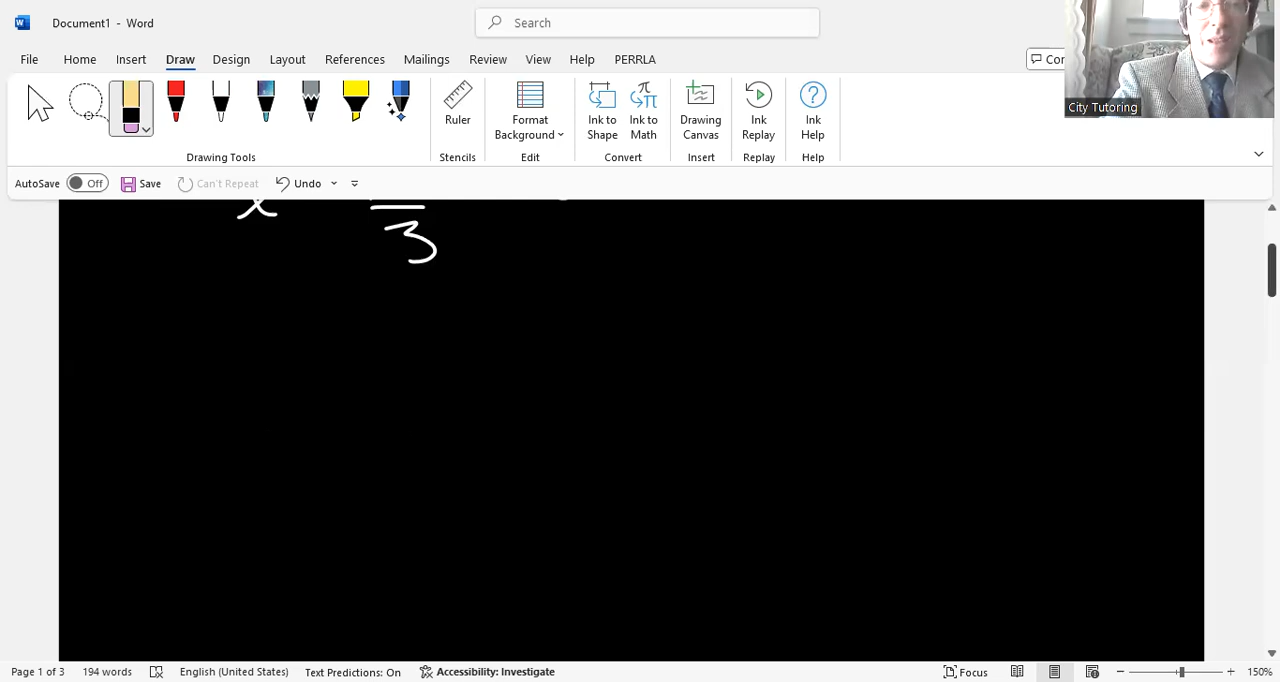 Document1 - Word
Search
City Tutoring
File Home Insert Draw Design Layout References Mailings Review View Help PERRLA
Ruler
Format Background
Ink to Shape
Ink to Math
Drawing Canvas
Ink Replay
Ink Help
Drawing Tools Stencils Edit Convert Insert Replay Help
AutoSave Off Save Can't Repeat Undo
x
3
Page 1 of 3 194 words English (United States) Text Predictions: On Accessibility: Investigate Focus 150%